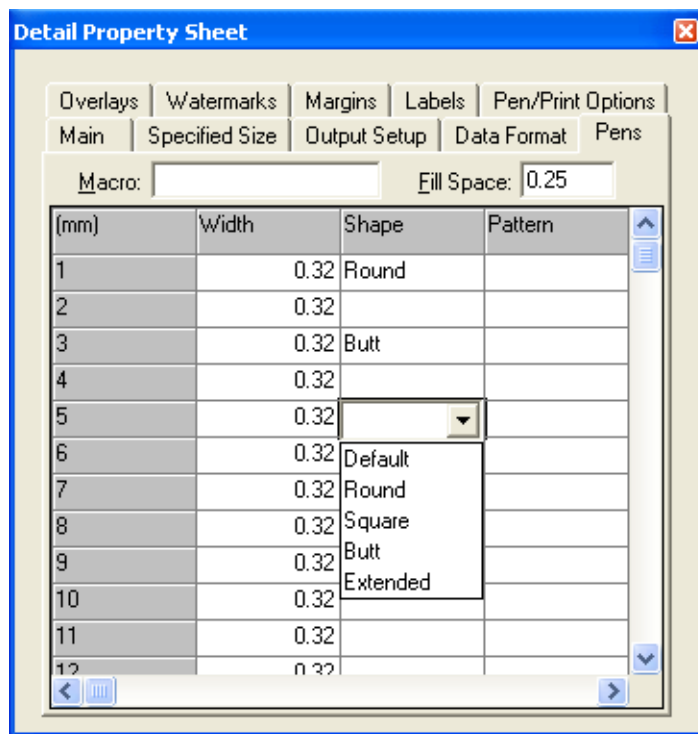 Detail Property Sheet
Overlays Watermarks Margins Labels Pen/Print Options
Main Specified Size Output Setup Data Format Pens
Macro: Fill Space: 0.25
(mm) Width Shape Pattern
1 0.32 Round
2 0.32
3 0.32 Butt
4 0.32
5 0.32
6 0.32 Default
7 0.32 Round
8 0.32 Square
9 0.32 Butt
10 0.32 Extended
11 0.32
12 0.32